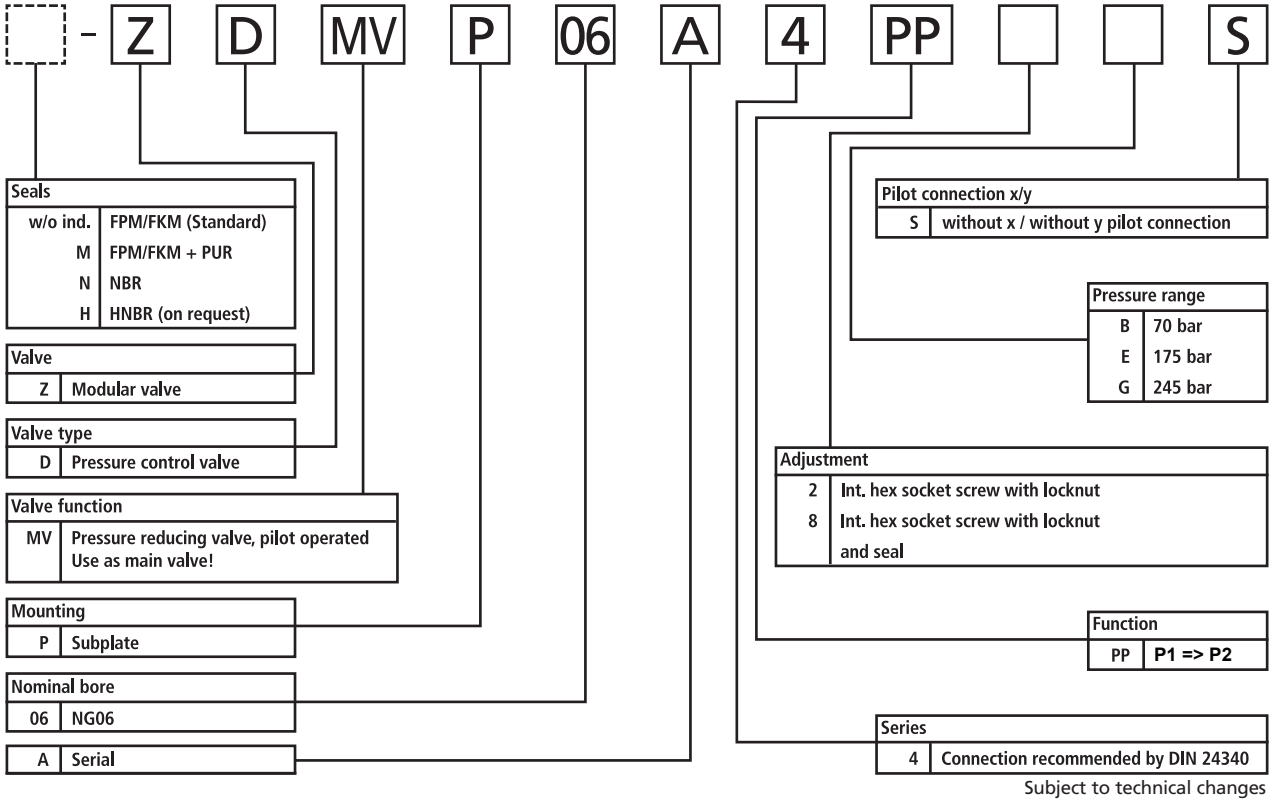 - Z D MV P 06 A 4 PP S
Seals
w/o ind. FPM/FKM (Standard)
M FPM/FKM + PUR
N NBR
H HNBR (on request)
Valve
Z Modular valve
Valve type
D Pressure control valve
Valve function
MV Pressure reducing valve, pilot operated
Use as main valve!
Mounting
P Subplate
Nominal bore
06 NG06
A Serial
Pilot connection x/y
S without x / without y pilot connection
Pressure range
B 70 bar
E 175 bar
G 245 bar
Adjustment
2 Int. hex socket screw with locknut
8 Int. hex socket screw with locknut
and seal
Function
PP P1 => P2
Series
4 Connection recommended by DIN 24340
Subject to technical changes